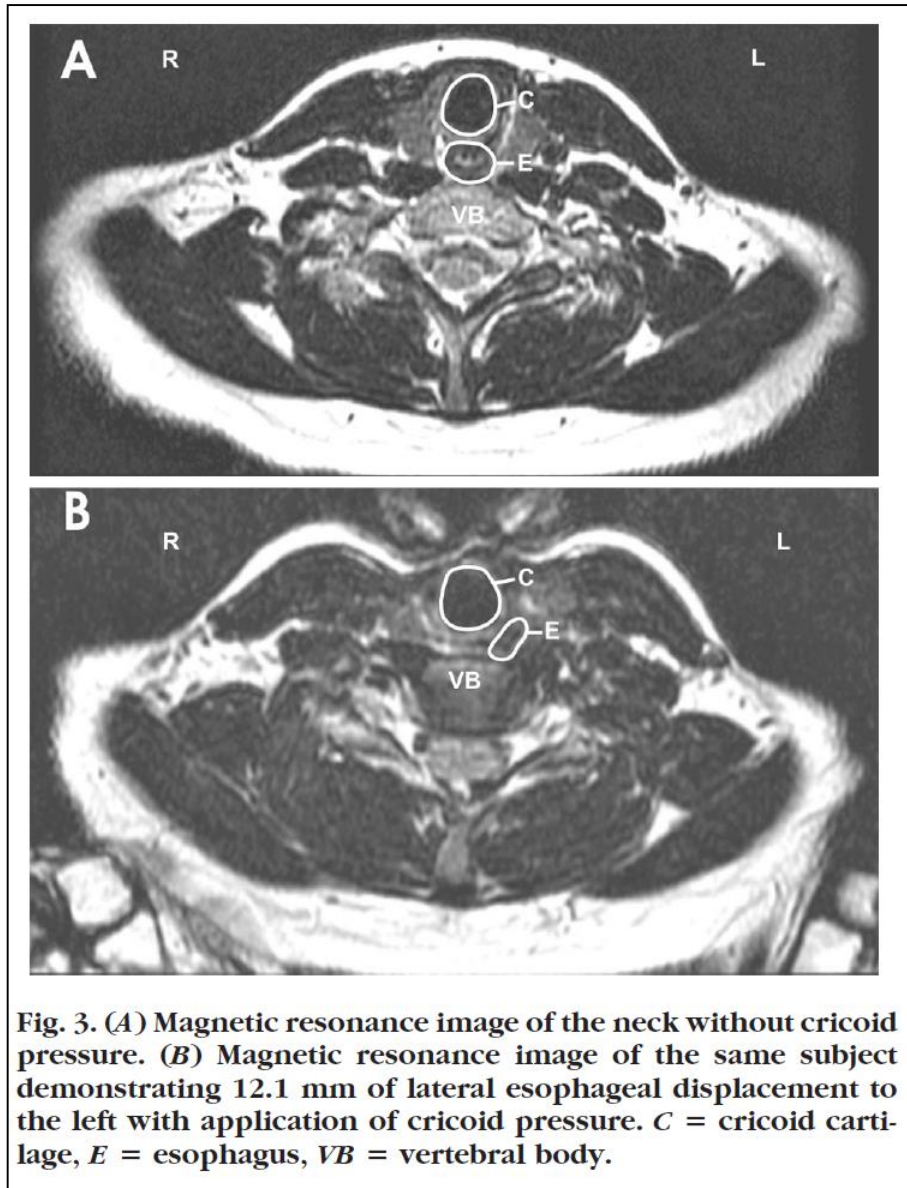 A
R
L
C
E
VB
B
R
L
C
E
VB
Fig. 3. (A) Magnetic resonance image of the neck without cricoid
pressure. (B) Magnetic resonance image of the same subject
demonstrating 12.1 mm of lateral esophageal displacement to
the left with application of cricoid pressure. C = cricoid carti-
lage, E = esophagus, VB = vertebral body.